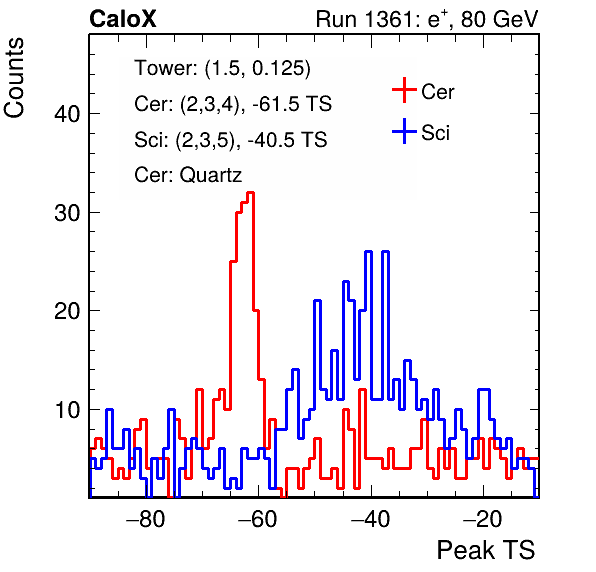 CaloX
Run 1361: e+, 80 GeV
Counts
Tower: (1.5, 0.125)
Cer: (2,3,4), -61.5 TS
Sci: (2,3,5), -40.5 TS
Cer: Quartz
Cer
Sci
40
30
20
10
−80
−60
−40
−20
Peak TS